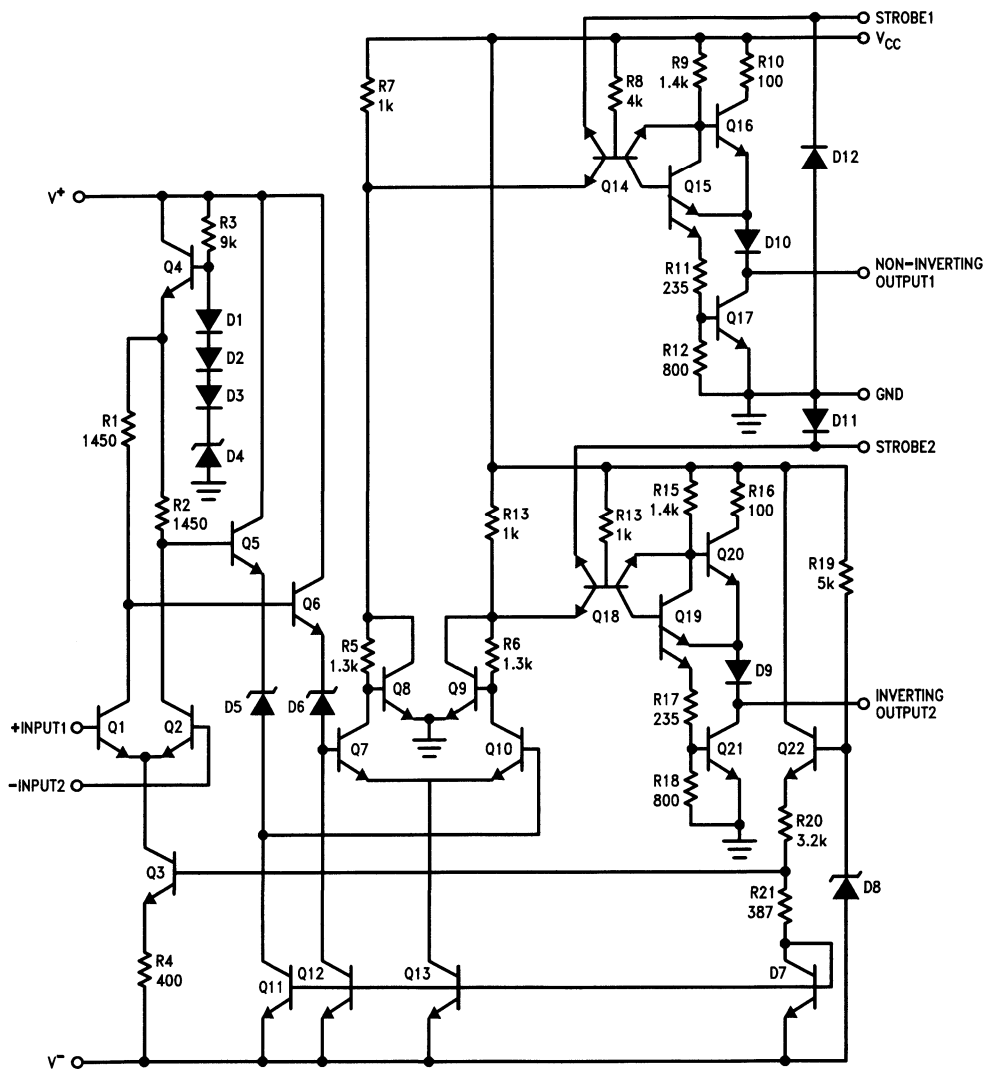 STROBE1
VCC
R7
1k
R8
4k
R9
1.4k
R10
100
Q16
D12
Q14
Q15
V+
R3
9k
Q4
D10
NON-INVERTING
OUTPUT1
R11
235
Q17
D1
D2
D3
D4
R12
800
GND
D11
R1
1450
STROBE2
R2
1450
Q5
R13
1k
R13
1k
R15
1.4k
R16
100
Q20
R19
5k
Q6
Q18
Q19
R5
1.3k
R6
1.3k
Q8
Q9
D9
D5
D6
R17
235
INVERTING
OUTPUT2
+INPUT1
Q1
Q2
Q7
Q10
Q21
Q22
-INPUT2
R18
800
R20
3.2k
Q3
R21
387
D8
R4
400
Q11
Q12
Q13
D7
V-